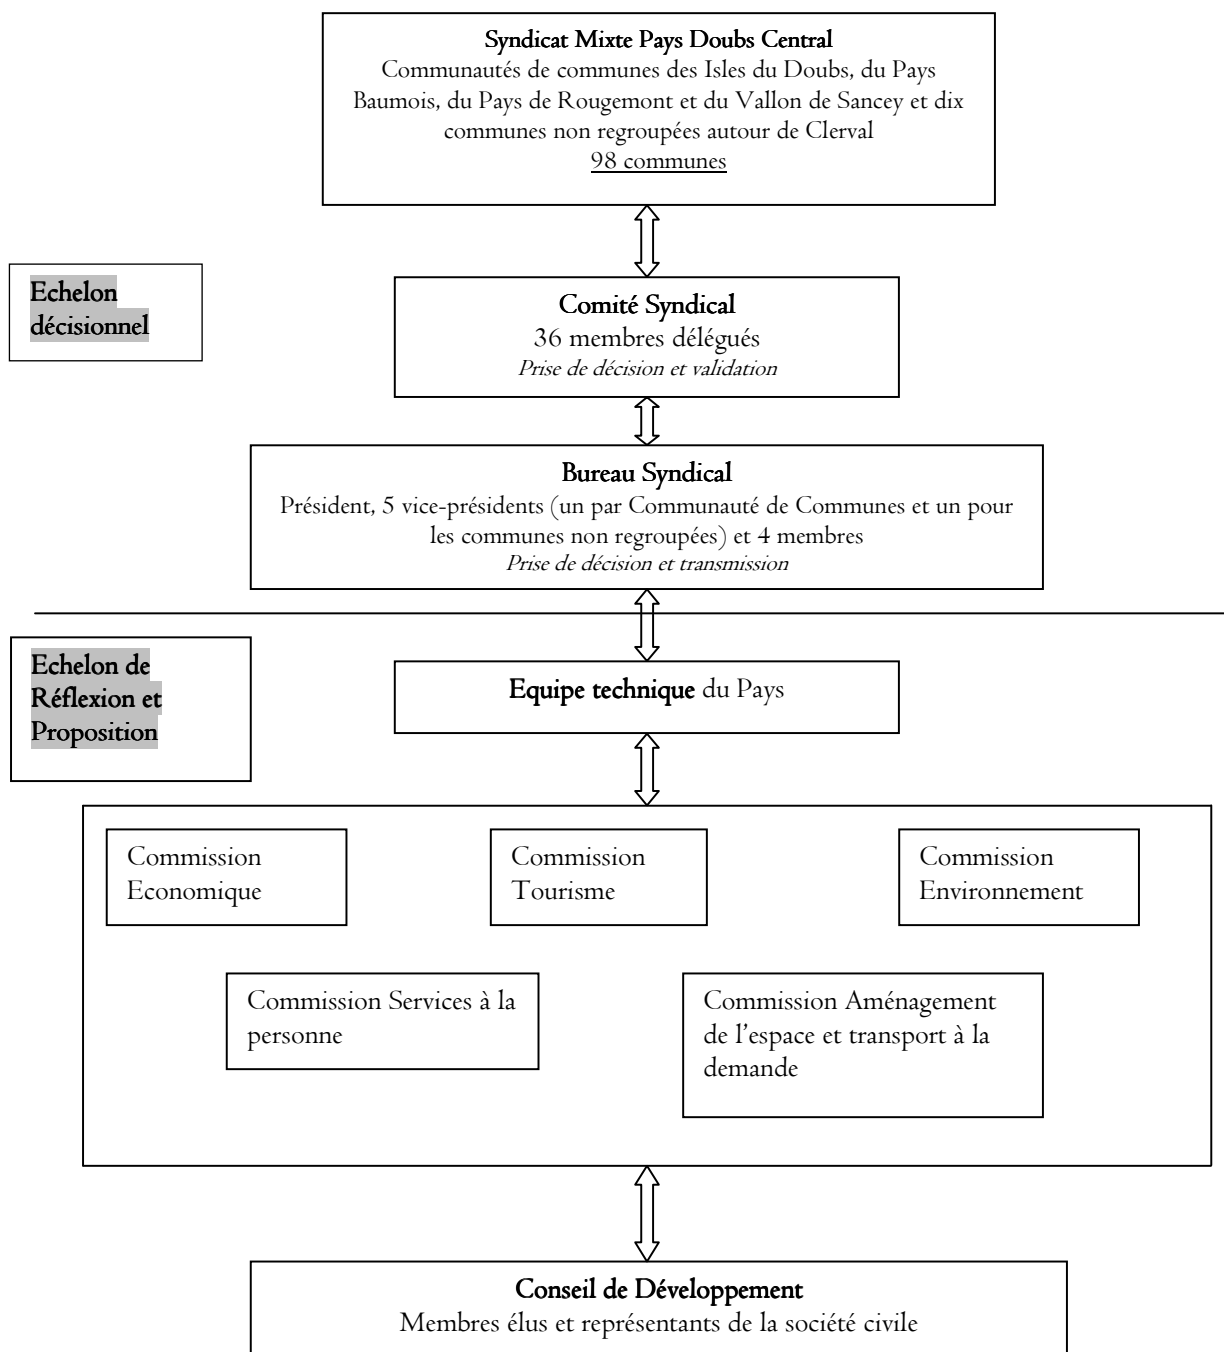 Syndicat Mixte Pays Doubs Central
Communautés de communes des Isles du Doubs, du Pays
Baumois, du Pays de Rougemont et du Vallon de Sancey et dix
communes non regroupées autour de Clerval
98 communes
Echelon
décisionnel
Comité Syndical
36 membres délégués
Prise de décision et validation
Bureau Syndical
Président, 5 vice-présidents (un par Communauté de Communes et un pour
les communes non regroupées) et 4 membres
Prise de décision et transmission
Echelon de
Réflexion et
Proposition
Equipe technique du Pays
Commission
Economique
Commission
Tourisme
Commission
Environnement
Commission Services à la
personne
Commission Aménagement
de l’espace et transport à la
demande
Conseil de Développement
Membres élus et représentants de la société civile